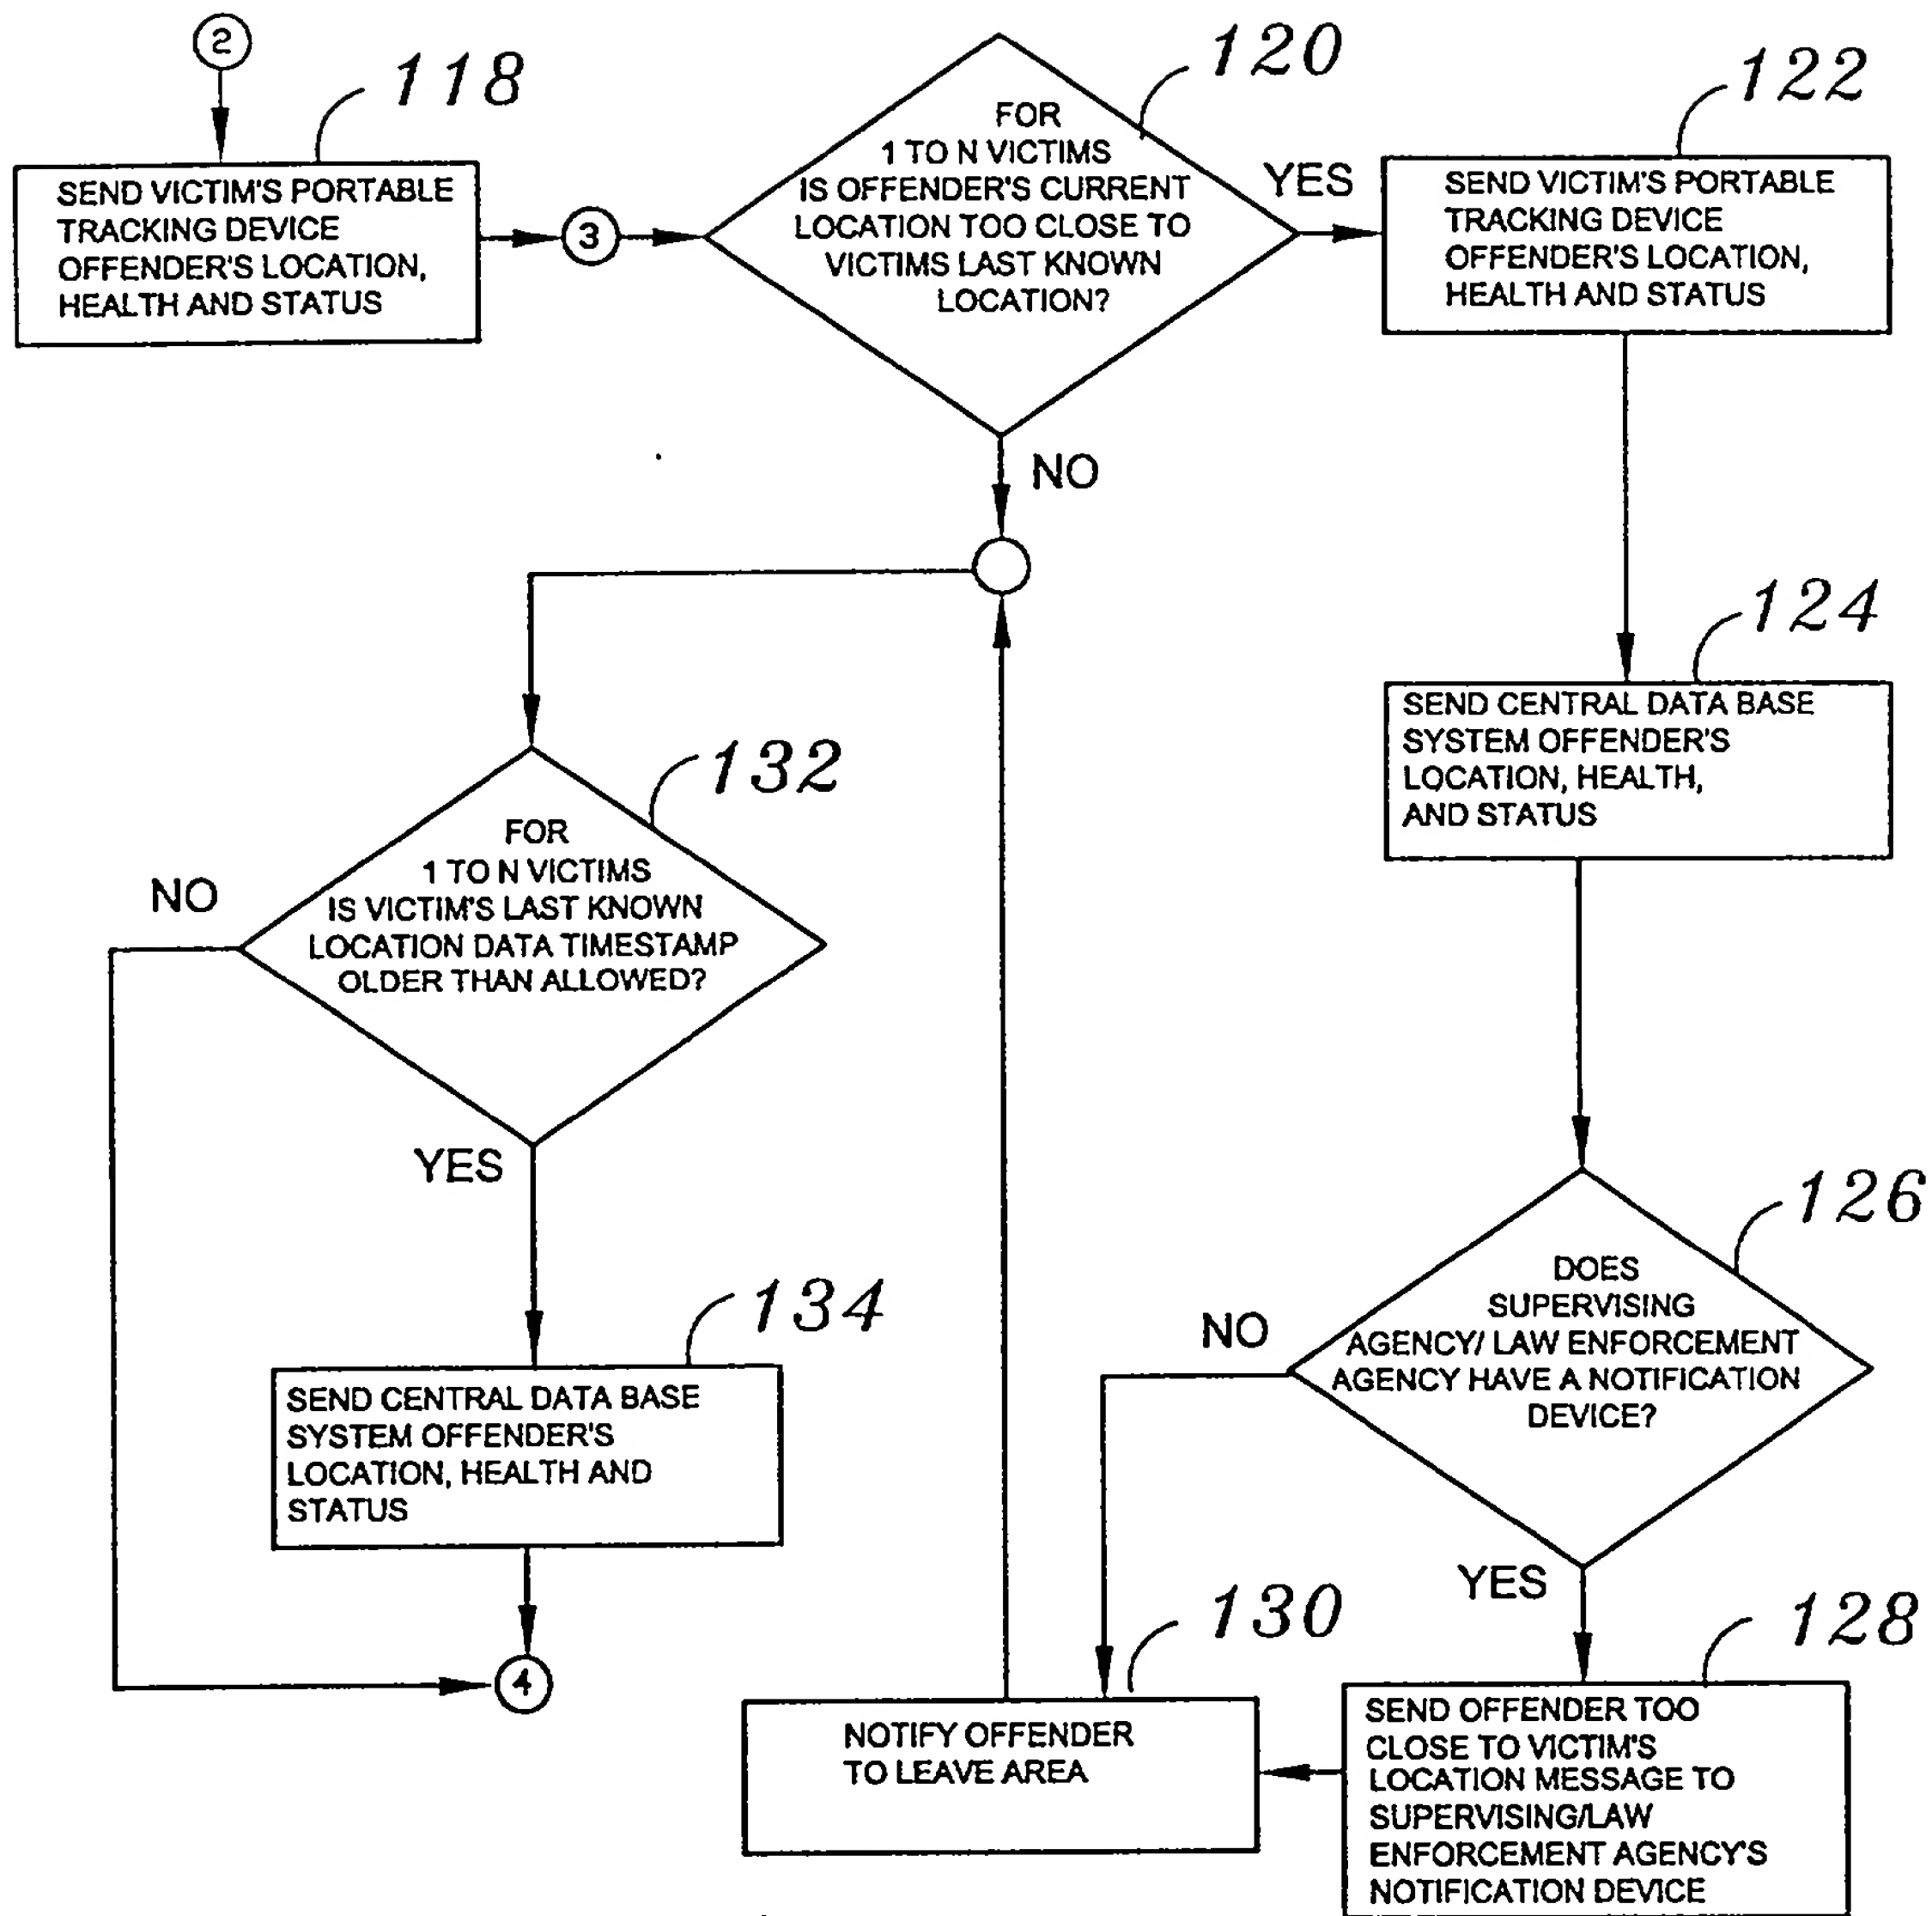 2
118
SEND VICTIM'S PORTABLE
TRACKING DEVICE
OFFENDER'S LOCATION,
HEALTH AND STATUS
3
120
FOR
1 TO N VICTIMS
IS OFFENDER'S CURRENT
LOCATION TOO CLOSE TO
VICTIMS LAST KNOWN
LOCATION?
YES
NO
122
SEND VICTIM'S PORTABLE
TRACKING DEVICE
OFFENDER'S LOCATION,
HEALTH AND STATUS
124
SEND CENTRAL DATA BASE
SYSTEM OFFENDER'S
LOCATION, HEALTH,
AND STATUS
126
DOES
SUPERVISING
AGENCY/ LAW ENFORCEMENT
AGENCY HAVE A NOTIFICATION
DEVICE?
NO
YES
128
SEND OFFENDER TOO
CLOSE TO VICTIM'S
LOCATION MESSAGE TO
SUPERVISING/LAW
ENFORCEMENT AGENCY'S
NOTIFICATION DEVICE
130
NOTIFY OFFENDER
TO LEAVE AREA
132
FOR
1 TO N VICTIMS
IS VICTIM'S LAST KNOWN
LOCATION DATA TIMESTAMP
OLDER THAN ALLOWED?
NO
YES
134
SEND CENTRAL DATA BASE
SYSTEM OFFENDER'S
LOCATION, HEALTH AND
STATUS
4